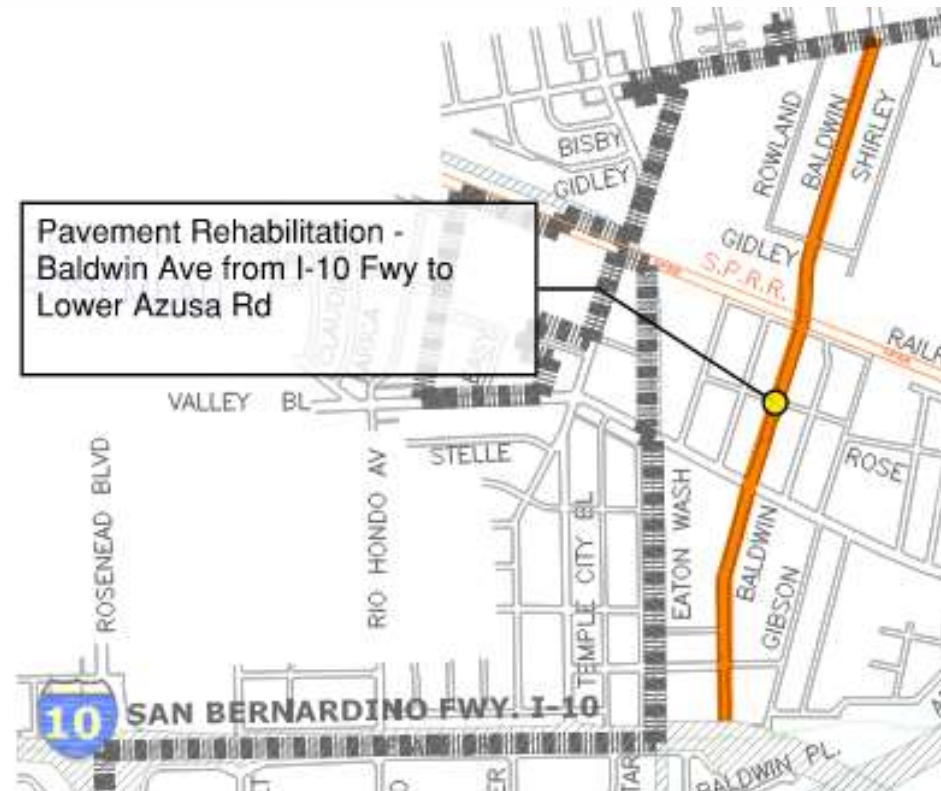 BISBY
GIDLEY
ROWLAND
BALDWIN
SHIRLEY
Pavement Rehabilitation -
Baldwin Ave from I-10 Fwy to
Lower Azusa Rd
GIDLEY
S.P.R.R.
VALLEY BL
STELLE
ROSE
ROSENEAD BLVD
RIO HONDO AV
TEMPLE CITY BL
EATON WASH
BALDWIN
GIBSON
10
SAN BERNARDINO FWY. I-10
BALDWIN PL.